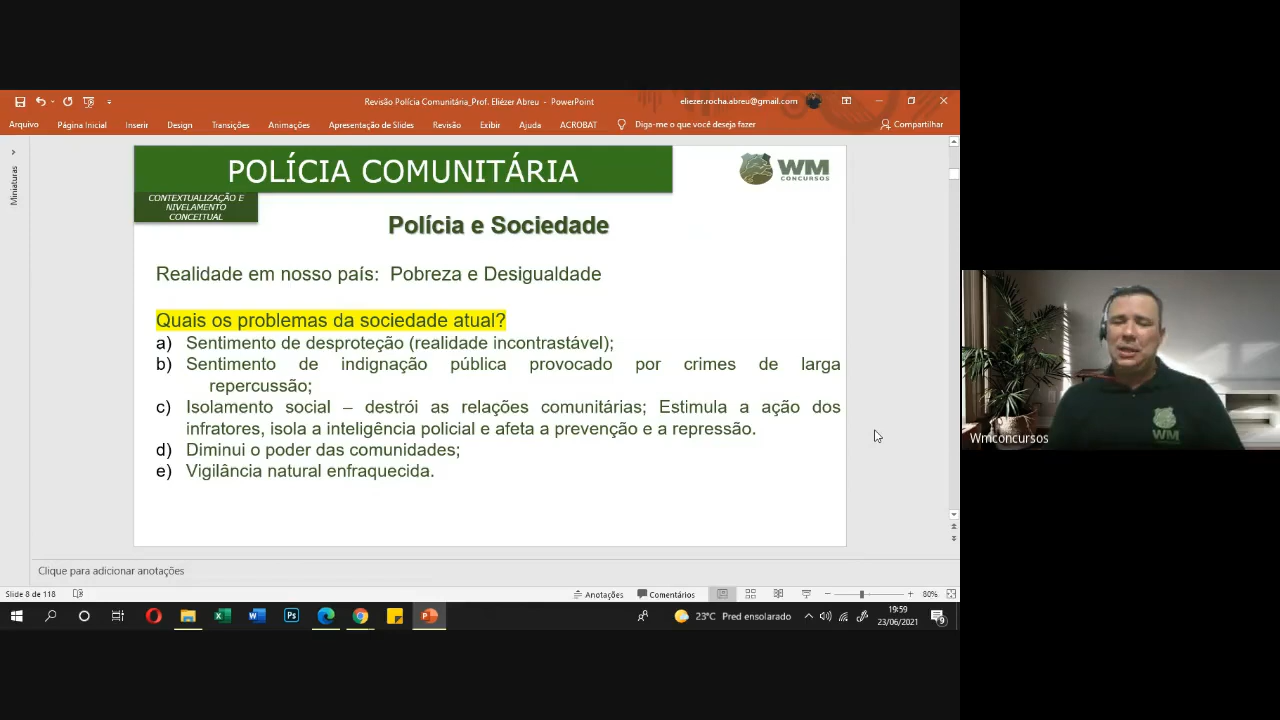 Revisão Polícia Comunitária_Prof. Eliézer Abreu - PowerPoint
eliezer.rocha.abreu@gmail.com
Arquivo Página Inicial Inserir Design Transições Animações Apresentação de Slides Revisão Exibir Ajuda ACROBAT Diga-me o que você deseja fazer Compartilhar
Miniaturas
POLÍCIA COMUNITÁRIA
WM
CONCURSOS
CONTEXTUALIZAÇÃO E
NIVELAMENTO
CONCEITUAL
Polícia e Sociedade
Realidade em nosso país: Pobreza e Desigualdade
Quais os problemas da sociedade atual?
a) Sentimento de desproteção (realidade incontrastável);
b) Sentimento de indignação pública provocado por crimes de larga
repercussão;
c) Isolamento social – destrói as relações comunitárias; Estimula a ação dos
infratores, isola a inteligência policial e afeta a prevenção e a repressão.
d) Diminui o poder das comunidades;
e) Vigilância natural enfraquecida.
WM
Wmconcursos
Clique para adicionar anotações
Slide 8 de 118
Anotações Comentários 80%
23°C Pred ensolarado
19:59
23/06/2021
9